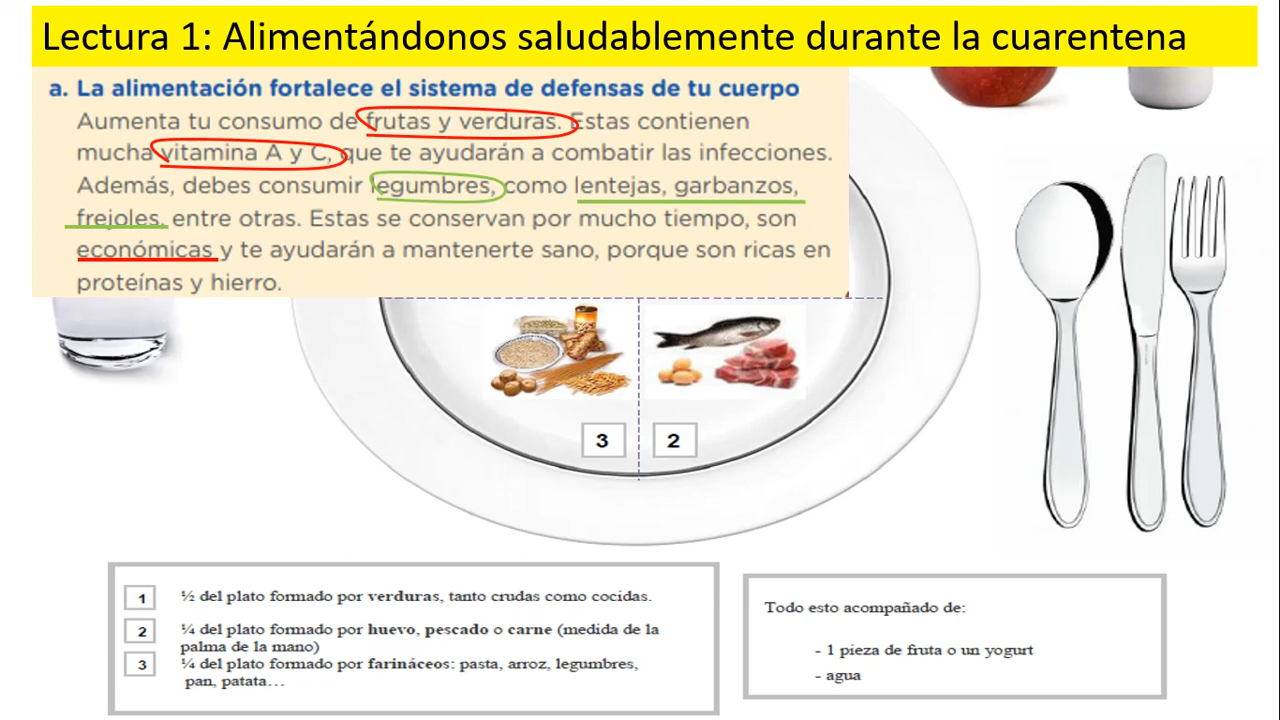 Lectura 1: Alimentándonos saludablemente durante la cuarentena
a. La alimentación fortalece el sistema de defensas de tu cuerpo
Aumenta tu consumo de frutas y verduras. Estas contienen
mucha vitamina A y C, que te ayudarán a combatir las infecciones.
Además, debes consumir legumbres, como lentejas, garbanzos,
frejoles, entre otras. Estas se conservan por mucho tiempo, son
económicas y te ayudarán a mantenerte sano, porque son ricas en
proteínas y hierro.
3 2
1 ½ del plato formado por verduras, tanto crudas como cocidas.
2 ¼ del plato formado por huevo, pescado o carne (medida de la
palma de la mano)
3 ¼ del plato formado por farináceos: pasta, arroz, legumbres,
pan, patata…
Todo esto acompañado de:
- 1 pieza de fruta o un yogurt
- agua